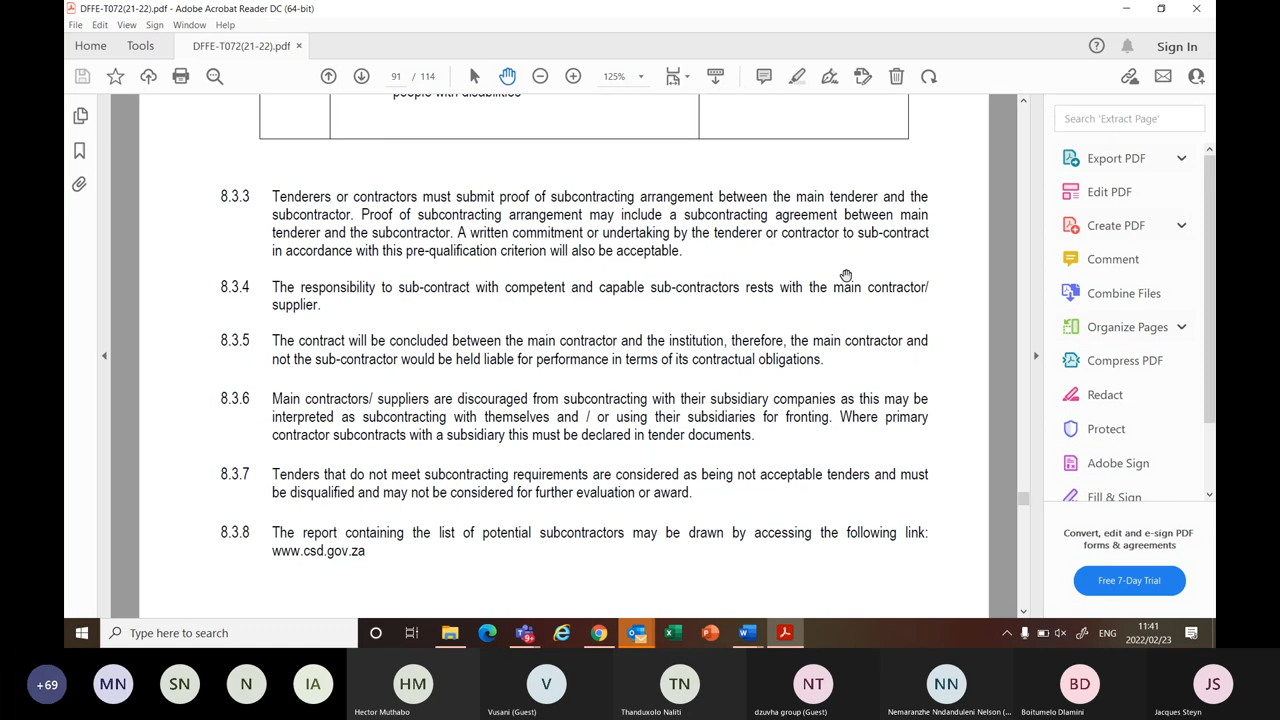 DFFE-T072(21-22).pdf - Adobe Acrobat Reader DC (64-bit)
File Edit View Sign Window Help
Home Tools DFFE-T072(21-22).pdf × Sign In
91 / 114 125%
people with disabilities
8.3.3 Tenderers or contractors must submit proof of subcontracting arrangement between the main tenderer and the
subcontractor. Proof of subcontracting arrangement may include a subcontracting agreement between main
tenderer and the subcontractor. A written commitment or undertaking by the tenderer or contractor to sub-contract
in accordance with this pre-qualification criterion will also be acceptable.
8.3.4 The responsibility to sub-contract with competent and capable sub-contractors rests with the main contractor/
supplier.
8.3.5 The contract will be concluded between the main contractor and the institution, therefore, the main contractor and
not the sub-contractor would be held liable for performance in terms of its contractual obligations.
8.3.6 Main contractors/ suppliers are discouraged from subcontracting with their subsidiary companies as this may be
interpreted as subcontracting with themselves and / or using their subsidiaries for fronting. Where primary
contractor subcontracts with a subsidiary this must be declared in tender documents.
8.3.7 Tenders that do not meet subcontracting requirements are considered as being not acceptable tenders and must
be disqualified and may not be considered for further evaluation or award.
8.3.8 The report containing the list of potential subcontractors may be drawn by accessing the following link:
www.csd.gov.za
Search 'Extract Page'
Export PDF
Edit PDF
Create PDF
Comment
Combine Files
Organize Pages
Compress PDF
Redact
Protect
Adobe Sign
Fill & Sign
Convert, edit and e-sign PDF
forms & agreements
Free 7-Day Trial
Type here to search
ENG
11:41
2022/02/23
+69 MN SN N IA HM V TN NT NN BD JS
Hector Muthabo Vusani (Guest) Thanduxolo Naliti dzuvha group (Guest) Nemaranzhe Nndanduleni Nelson (... Boitumelo Dlamini Jacques Steyn